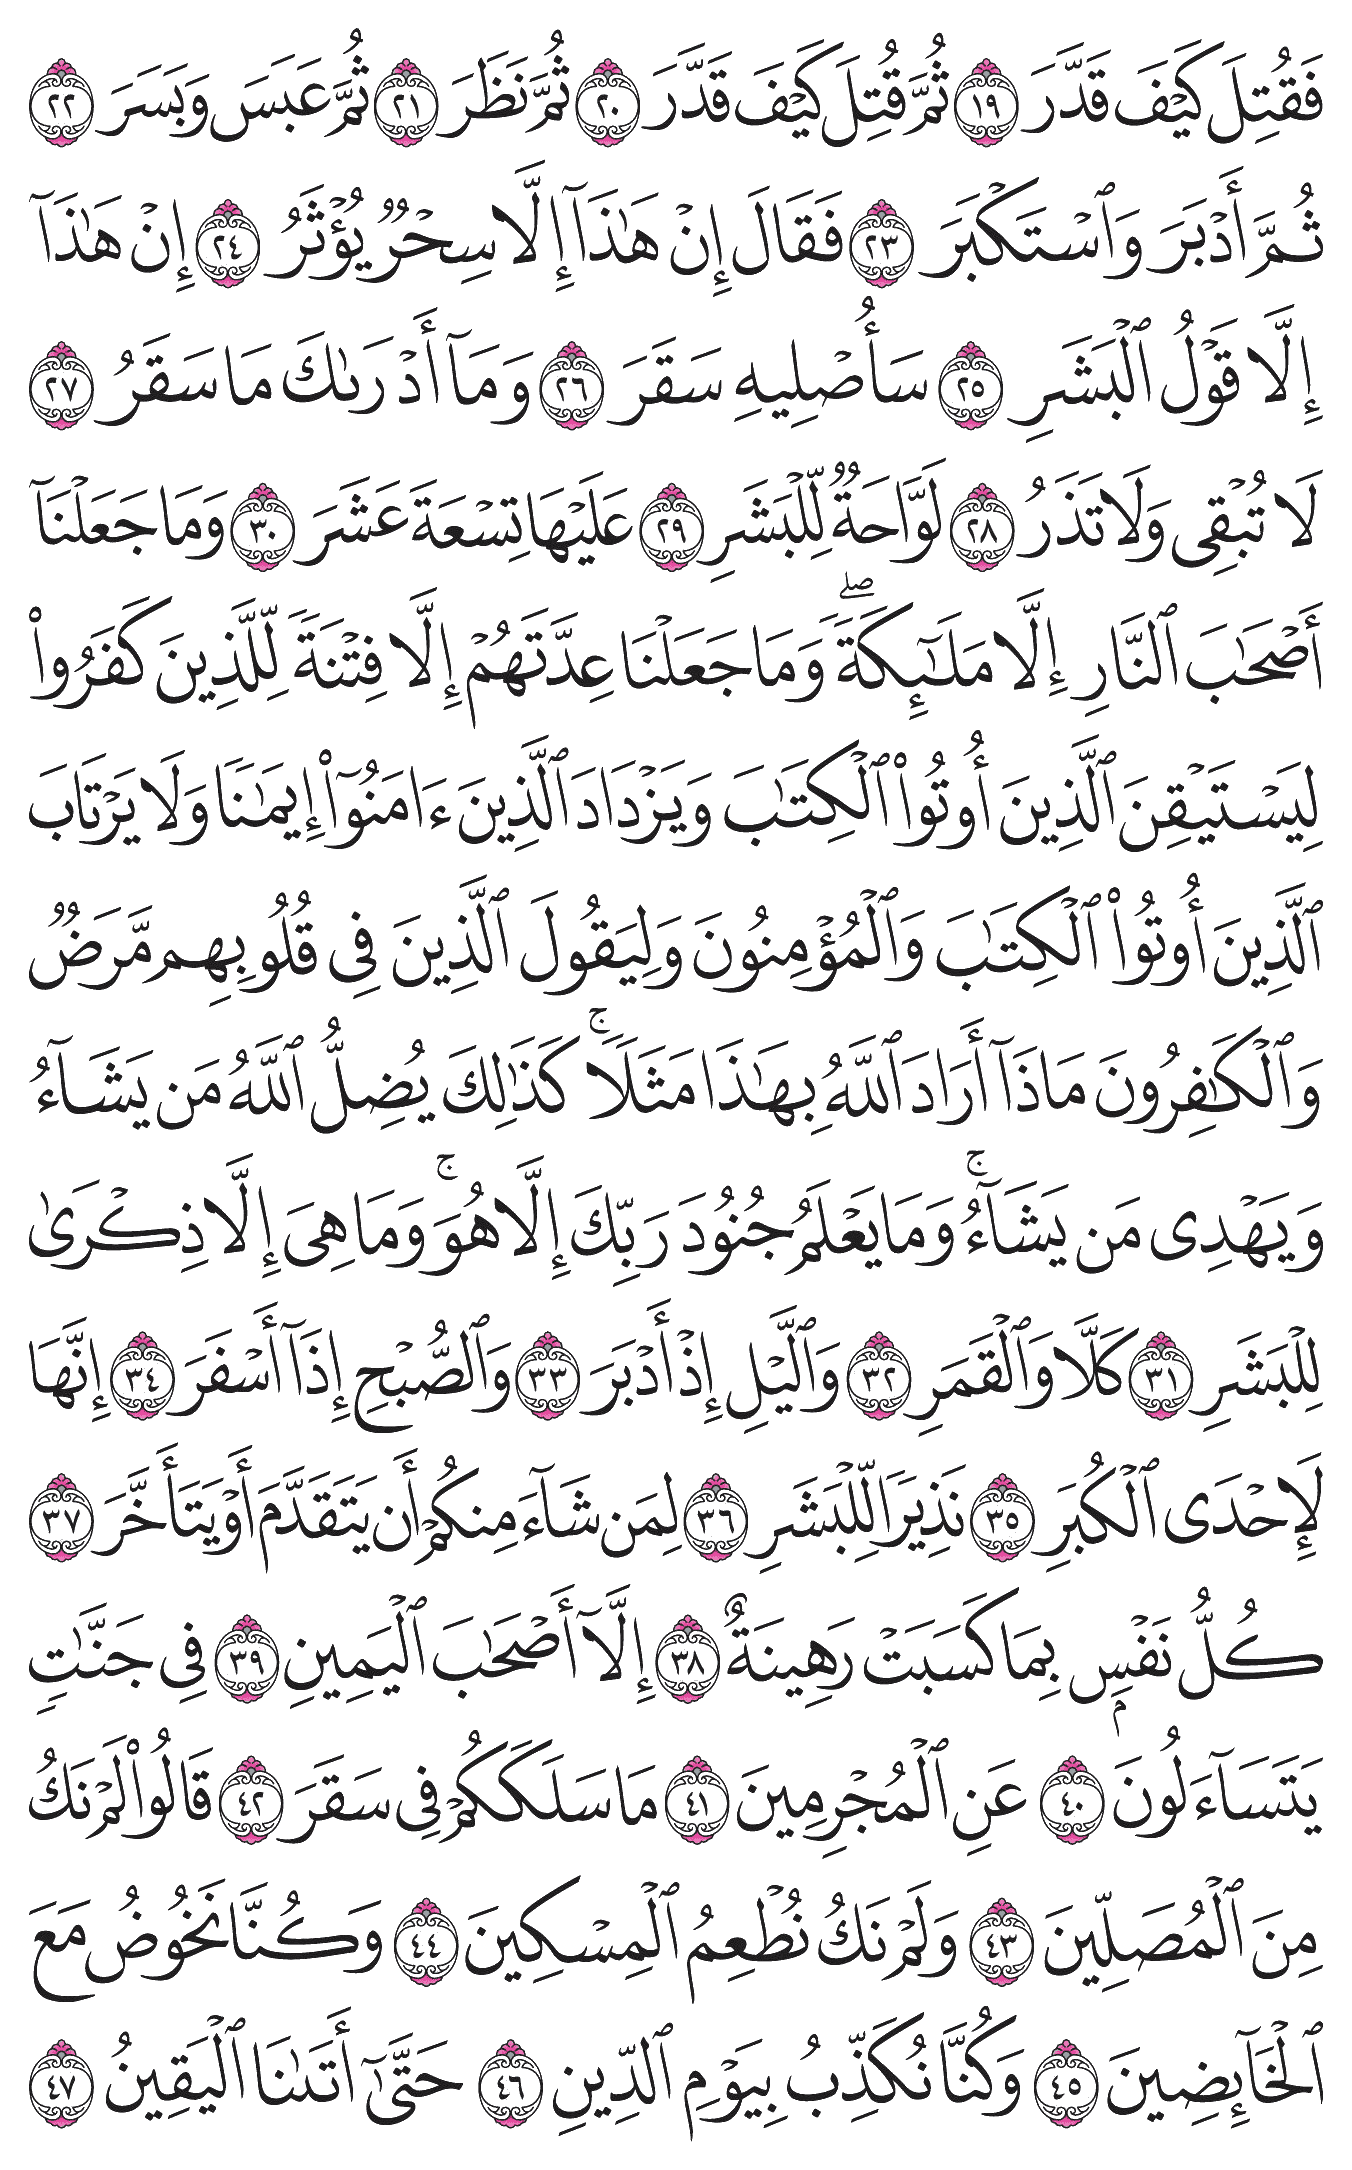 فَقُتِلَ كَيۡفَ قَدَّرَ ١٩ ثُمَّ قُتِلَ كَيۡفَ قَدَّرَ ٢٠ ثُمَّ نَظَرَ ٢١ ثُمَّ عَبَسَ وَبَسَرَ ٢٢
ثُمَّ أَدۡبَرَ وَٱسۡتَكۡبَرَ ٢٣ فَقَالَ إِنۡ هَٰذَآ إِلَّا سِحۡرٞ يُؤۡثَرُ ٢٤ إِنۡ هَٰذَآ
إِلَّا قَوۡلُ ٱلۡبَشَرِ ٢٥ سَأُصۡلِيهِ سَقَرَ ٢٦ وَمَآ أَدۡرَىٰكَ مَا سَقَرُ ٢٧
لَا تُبۡقِي وَلَا تَذَرُ ٢٨ لَوَّاحَةٞ لِّلۡبَشَرِ ٢٩ عَلَيۡهَا تِسۡعَةَ عَشَرَ ٣٠ وَمَا جَعَلۡنَآ
أَصۡحَٰبَ ٱلنَّارِ إِلَّا مَلَٰٓئِكَةٗۖ وَمَا جَعَلۡنَا عِدَّتَهُمۡ إِلَّا فِتۡنَةٗ لِّلَّذِينَ كَفَرُواْ
لِيَسۡتَيۡقِنَ ٱلَّذِينَ أُوتُواْ ٱلۡكِتَٰبَ وَيَزۡدَادَ ٱلَّذِينَ ءَامَنُوٓاْ إِيمَٰنٗا وَلَا يَرۡتَابَ
ٱلَّذِينَ أُوتُواْ ٱلۡكِتَٰبَ وَٱلۡمُؤۡمِنُونَ وَلِيَقُولَ ٱلَّذِينَ فِي قُلُوبِهِم مَّرَضٞ
وَٱلۡكَٰفِرُونَ مَاذَآ أَرَادَ ٱللَّهُ بِهَٰذَا مَثَلٗاۚ كَذَٰلِكَ يُضِلُّ ٱللَّهُ مَن يَشَآءُ
وَيَهۡدِي مَن يَشَآءُۚ وَمَا يَعۡلَمُ جُنُودَ رَبِّكَ إِلَّا هُوَۚ وَمَا هِيَ إِلَّا ذِكۡرَىٰ
لِلۡبَشَرِ ٣١ كَلَّا وَٱلۡقَمَرِ ٣٢ وَٱلَّيۡلِ إِذۡ أَدۡبَرَ ٣٣ وَٱلصُّبۡحِ إِذَآ أَسۡفَرَ ٣٤ إِنَّهَا
لَإِحۡدَى ٱلۡكُبَرِ ٣٥ نَذِيرٗا لِّلۡبَشَرِ ٣٦ لِمَن شَآءَ مِنكُمۡ أَن يَتَقَدَّمَ أَوۡ يَتَأَخَّرَ ٣٧
كُلُّ نَفۡسِۭ بِمَا كَسَبَتۡ رَهِينَةٌ ٣٨ إِلَّآ أَصۡحَٰبَ ٱلۡيَمِينِ ٣٩ فِي جَنَّٰتٖ
يَتَسَآءَلُونَ ٤٠ عَنِ ٱلۡمُجۡرِمِينَ ٤١ مَا سَلَكَكُمۡ فِي سَقَرَ ٤٢ قَالُواْ لَمۡ نَكُ
مِنَ ٱلۡمُصَلِّينَ ٤٣ وَلَمۡ نَكُ نُطۡعِمُ ٱلۡمِسۡكِينَ ٤٤ وَكُنَّا نَخُوضُ مَعَ
ٱلۡخَآئِضِينَ ٤٥ وَكُنَّا نُكَذِّبُ بِيَوۡمِ ٱلدِّينِ ٤٦ حَتَّىٰٓ أَتَىٰنَا ٱلۡيَقِينُ ٤٧